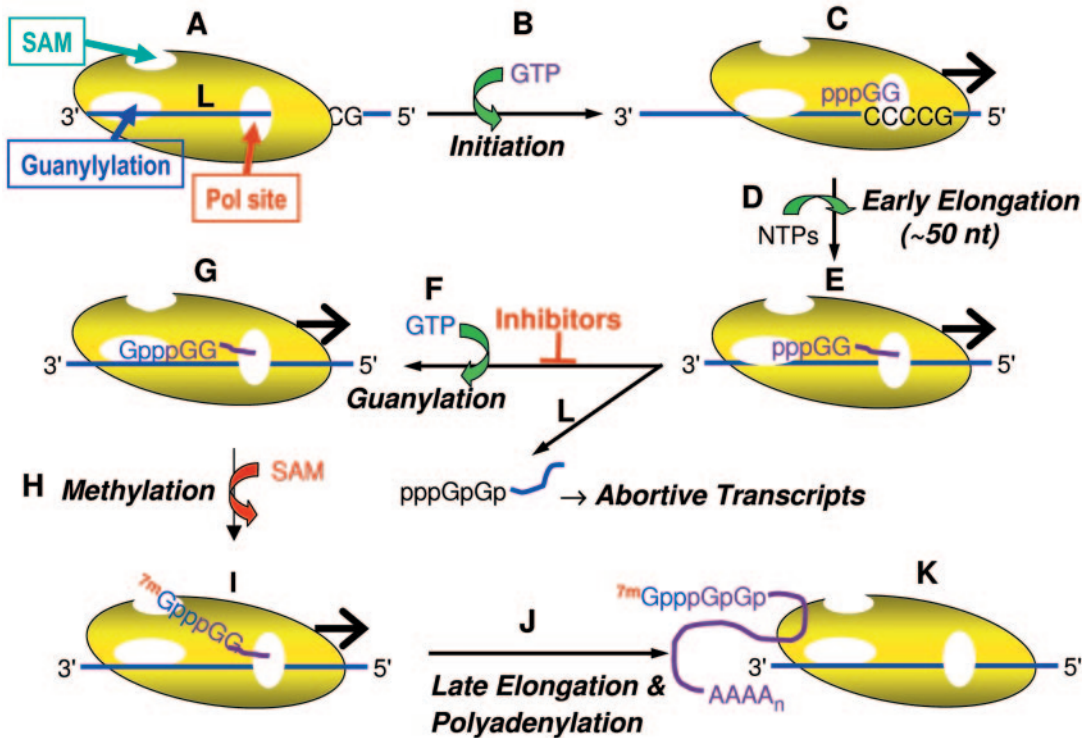 A
B
C
SAM
L
GTP
pppGG
3'
CG
5'
Initiation
3'
CCCCG
5'
Guanylylation
Pol site
D
NTPs
Early Elongation
(~50 nt)
G
F
E
GTP
Inhibitors
GpppGG
pppGG
3'
5'
3'
5'
Guanylation
L
H
Methylation
SAM
pppGpGp
→ Abortive Transcripts
I
7mGpppGG
J
7mGpppGpGp
K
3'
5'
3'
5'
Late Elongation &
Polyadenylation
AAAAn